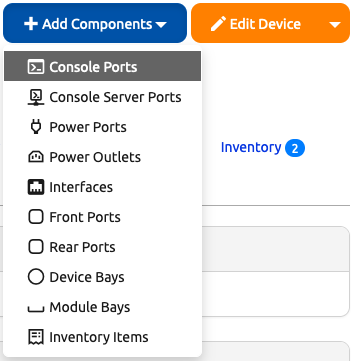 Add Components
Edit Device
Console Ports
Console Server Ports
Power Ports
Inventory 2
Power Outlets
Interfaces
Front Ports
Rear Ports
Device Bays
Module Bays
Inventory Items